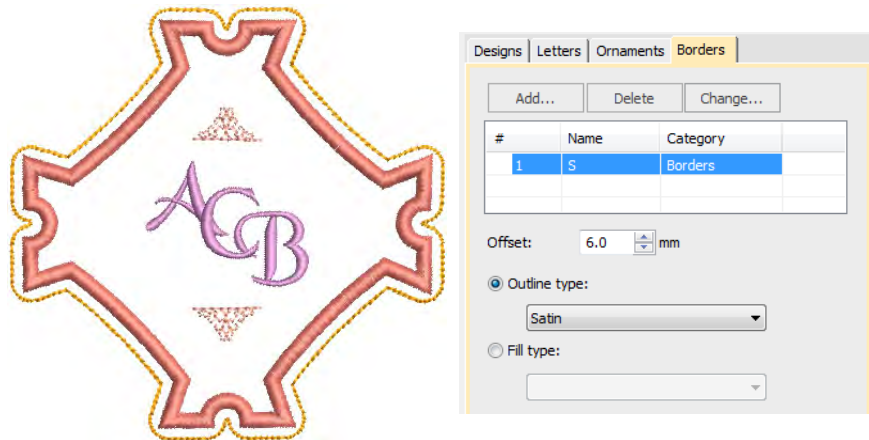 ACB
Designs Letters Ornaments Borders
Add... Delete Change...
# Name Category
1 S Borders
Offset: 6.0 mm
Outline type:
Satin
Fill type: